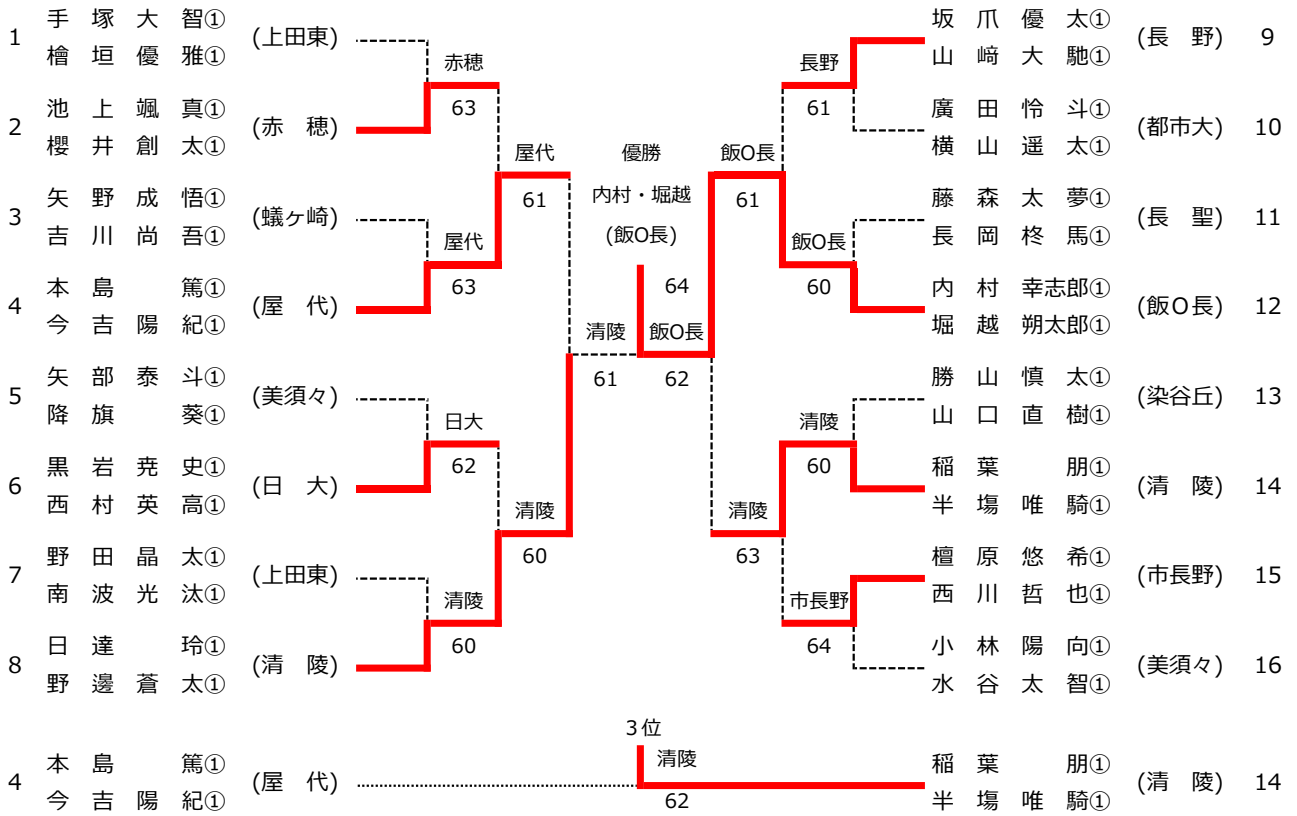 1 手塚大智① (上田東)
檜垣優雅①
赤穂
63
2 池上颯真① (赤穂)
櫻井創太①
屋代
61
3 矢野成悟① (蟻ヶ崎)
吉川尚吾①
屋代
63
4 本島篤① (屋代)
今吉陽紀①
清陵
61
5 矢部泰斗① (美須々)
降旗葵①
日大
62
6 黒岩尭史① (日大)
西村英高①
清陵
60
7 野田晶太① (上田東)
南波光汰①
清陵
60
8 日達玲① (清陵)
野邊蒼太①
優勝
内村・堀越
(飯O長)
64
坂爪優太① (長野) 9
山﨑大馳①
長野
61
廣田怜斗① (都市大) 10
横山遥太①
飯O長
61
藤森太夢① (長聖) 11
長岡柊馬①
飯O長
60
内村幸志郎① (飯O長) 12
堀越朔太郎①
飯O長
62
勝山慎太① (染谷丘) 13
山口直樹①
清陵
60
稲葉朋① (清陵) 14
半場唯騎①
清陵
63
檀原悠希① (市長野) 15
西川哲也①
市長野
64
小林陽向① (美須々) 16
水谷太智①
3位
4 本島篤① (屋代)
今吉陽紀①
清陵
62
稲葉朋① (清陵) 14
半場唯騎①